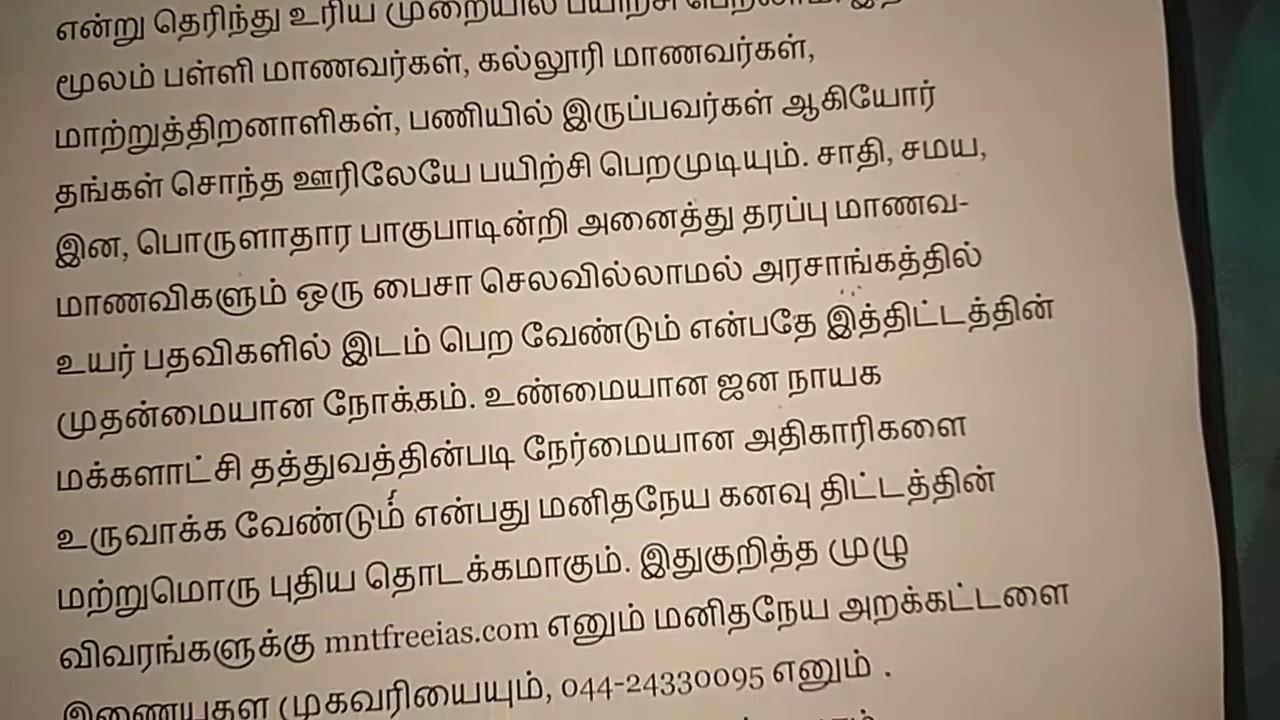 என்று தெரிந்து உரிய முறையில் பயிற்சி பெறலாம்.
மூலம் பள்ளி மாணவர்கள், கல்லூரி மாணவர்கள்,
மாற்றுத்திறனாளிகள், பணியில் இருப்பவர்கள் ஆகியோர்
தங்கள் சொந்த ஊரிலேயே பயிற்சி பெறமுடியும். சாதி, சமய,
இன, பொருளாதார பாகுபாடின்றி அனைத்து தரப்பு மாணவ-
மாணவிகளும் ஒரு பைசா செலவில்லாமல் அரசாங்கத்தில்
உயர் பதவிகளில் இடம் பெற வேண்டும் என்பதே இத்திட்டத்தின்
முதன்மையான நோக்கம். உண்மையான ஜன நாயக
மக்களாட்சி தத்துவத்தின்படி நேர்மையான அதிகாரிகளை
உருவாக்க வேண்டும் என்பது மனிதநேய கனவு திட்டத்தின்
மற்றுமொரு புதிய தொடக்கமாகும். இதுகுறித்த முழு
விவரங்களுக்கு mntfreeias.com எனும் மனிதநேய அறக்கட்டளை
இணையதள முகவரியையும், 044-24330095 எனும் .